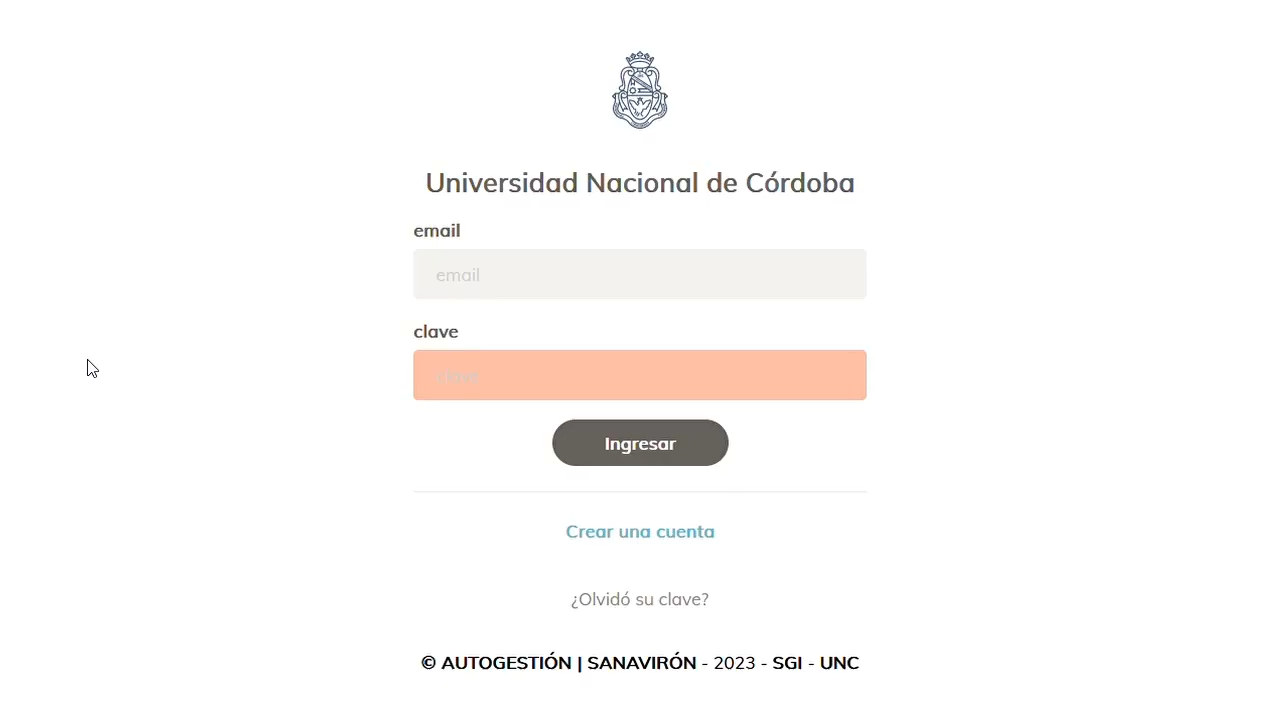 Universidad Nacional de Córdoba
email
email
clave
clave
Ingresar
Crear una cuenta
¿Olvidó su clave?
© AUTOGESTIÓN | SANAVIRÓN - 2023 - SGI - UNC